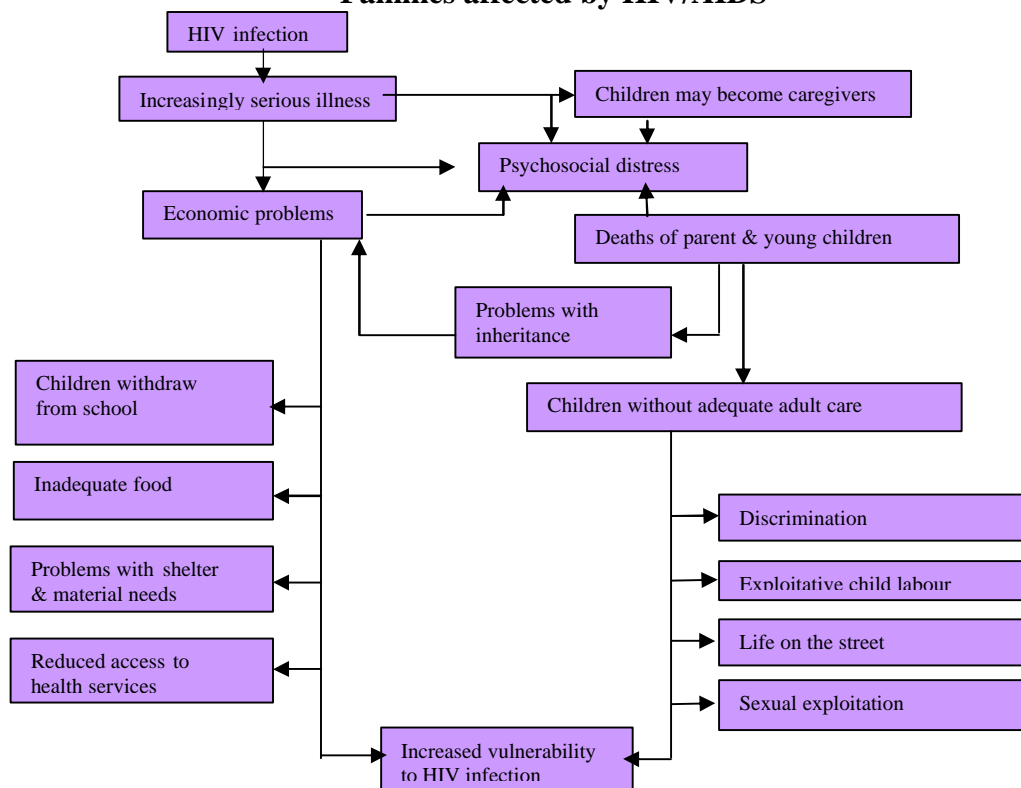 Families affected by HIV/AIDS
HIV infection
Increasingly serious illness
Children may become caregivers
Psychosocial distress
Economic problems
Deaths of parent & young children
Problems with
inheritance
Children withdraw
from school
Children without adequate adult care
Inadequate food
Discrimination
Problems with shelter
& material needs
Exploitative child labour
Life on the street
Reduced access to
health services
Sexual exploitation
Increased vulnerability
to HIV infection